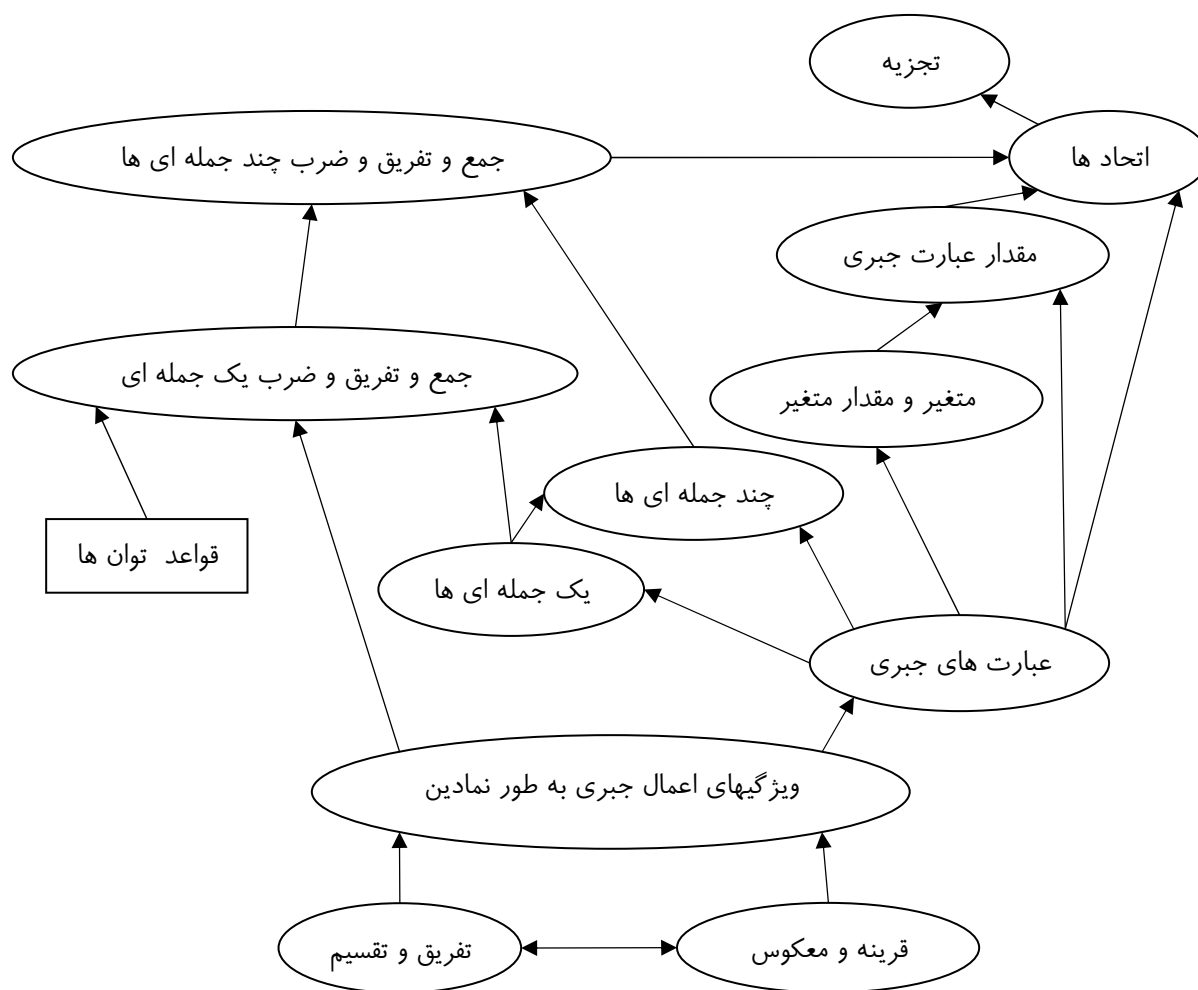 تجزیه
اتحاد ها
جمع و تفریق و ضرب چند جمله ای ها
مقدار عبارت جبری
جمع و تفریق و ضرب یک جمله ای
متغیر و مقدار متغیر
چند جمله ای ها
قواعد توان ها
یک جمله ای ها
عبارت های جبری
ویژگیهای اعمال جبری به طور نمادین
قرینه و معکوس
تفریق و تقسیم